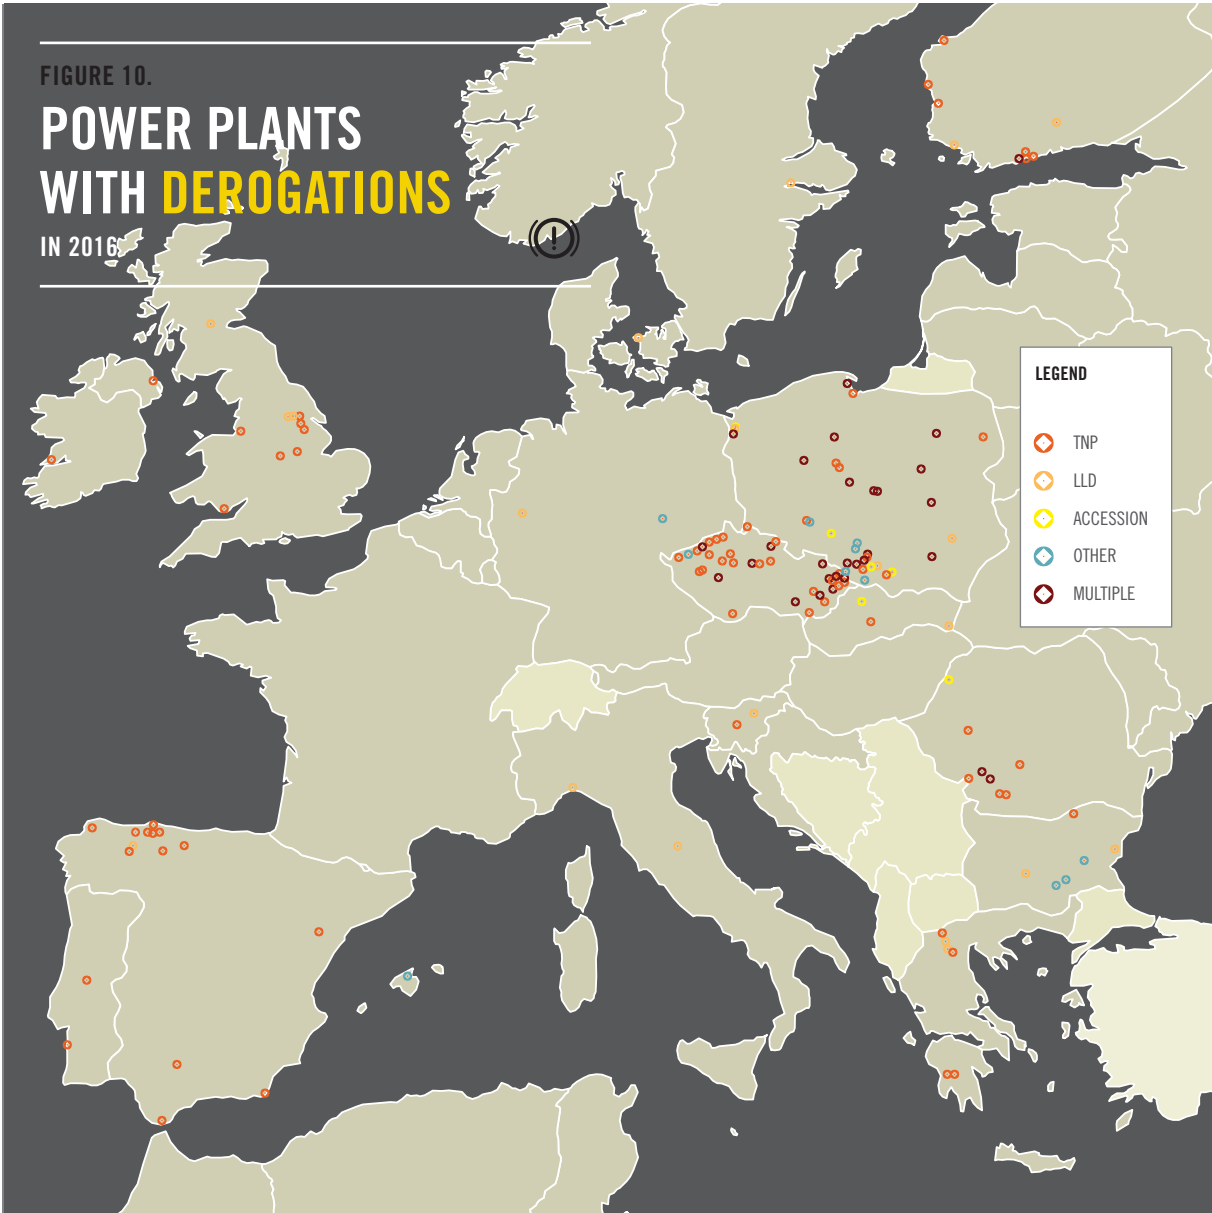 FIGURE 10.
POWER PLANTS
WITH DEROGATIONS
IN 2016
LEGEND
TNP
LLD
ACCESSION
OTHER
MULTIPLE